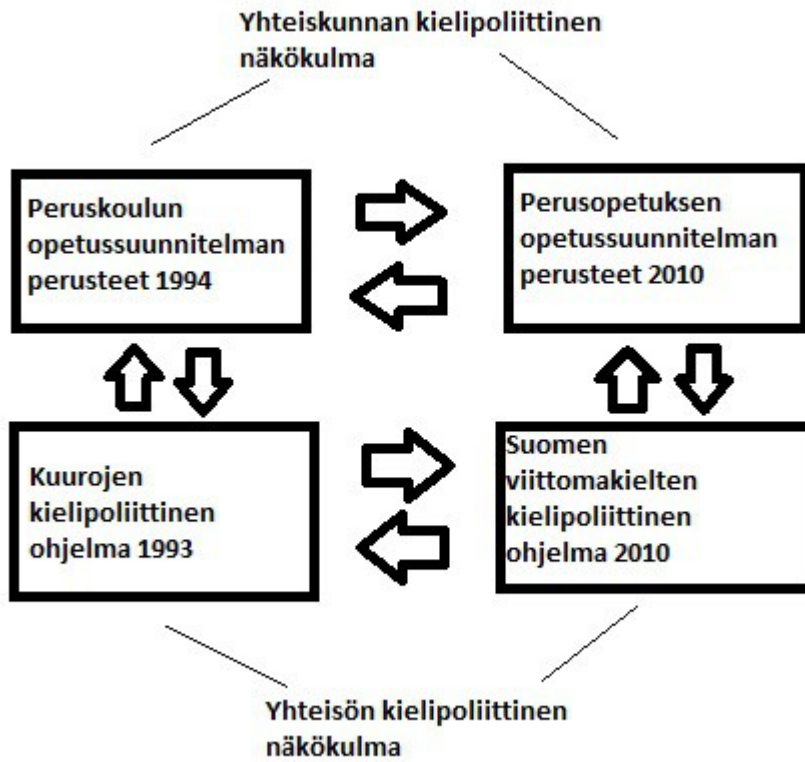 Yhteiskunnan kielipoliittinen
näkökulma
Peruskoulun
opetussuunnitelman
perusteet 1994
Perusopetuksen
opetussuunnitelman
perusteet 2010
Kuurojen
kielipoliittinen
ohjelma 1993
Suomen
viittomakielten
kielipoliittinen
ohjelma 2010
Yhteisön kielipoliittinen
näkökulma